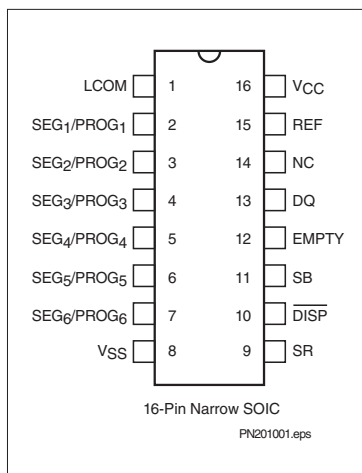 LCOM 1 16 VCC
SEG1/PROG1 2 15 REF
SEG2/PROG2 3 14 NC
SEG3/PROG3 4 13 DQ
SEG4/PROG4 5 12 EMPTY
SEG5/PROG5 6 11 SB
SEG6/PROG6 7 10 DISP
VSS 8 9 SR
16-Pin Narrow SOIC
PN201001.eps